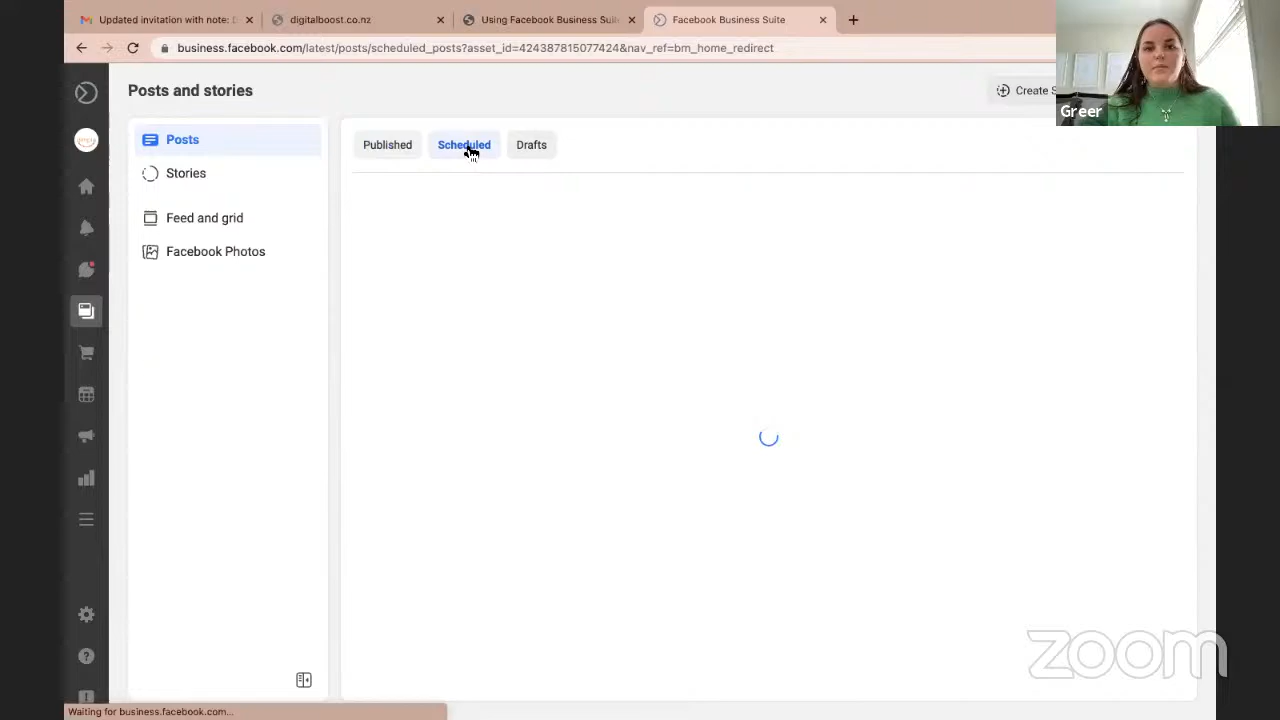 Updated invitation with note:
digitalboost.co.nz
Using Facebook Business Suit
Facebook Business Suite
business.facebook.com/latest/posts/scheduled_posts?asset_id=424387815077424&nav_ref=bm_home_redirect
Greer
Posts and stories
Create S
Posts
Stories
Feed and grid
Facebook Photos
Published
Scheduled
Drafts
zoom
Waiting for business.facebook.com...